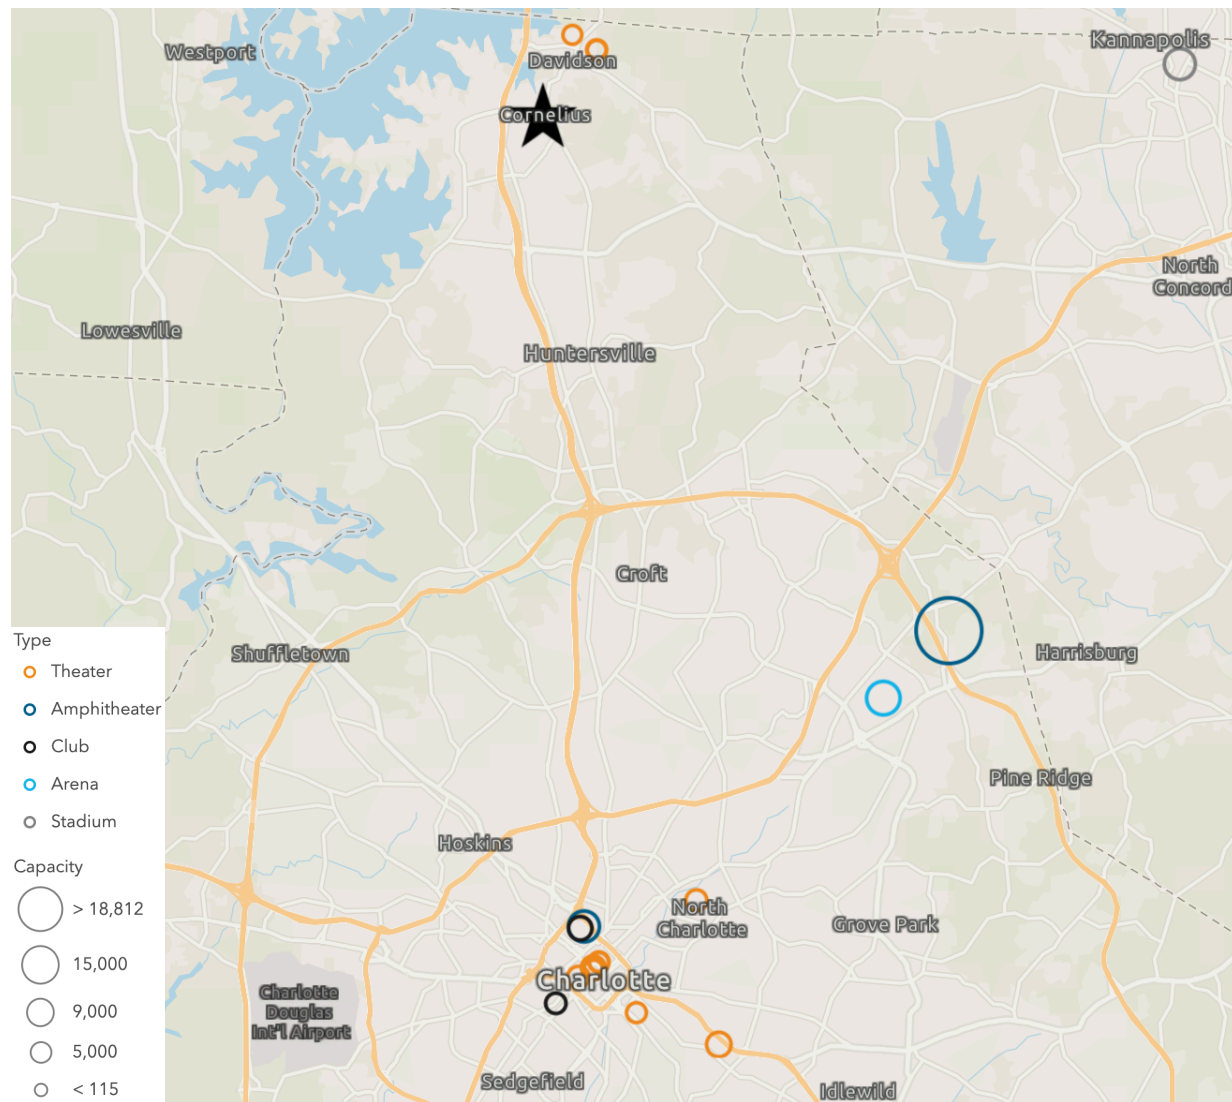 Westport
Davidson
Kannapolis
Cornelius
North
Concord
Lowesville
Huntersville
Croft
Shuffletown
Harrisburg
Pine Ridge
Hoskins
North
Charlotte
Grove Park
Charlotte
Charlotte
Douglas
Int'l Airport
Sedgefield
Idlewild
Type
Theater
Amphitheater
Club
Arena
Stadium
Capacity
> 18,812
15,000
9,000
5,000
< 115